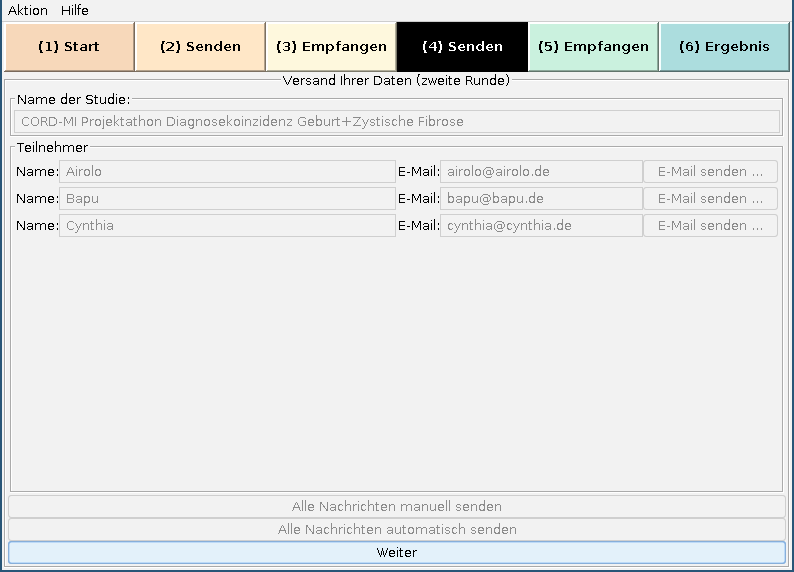 Aktion Hilfe
(1) Start (2) Senden (3) Empfangen (4) Senden (5) Empfangen (6) Ergebnis
Versand Ihrer Daten (zweite Runde)
Name der Studie:
CORD-MI Projektathon Diagnosekoinzidenz Geburt+Zystische Fibrose
Teilnehmer
Name: Airolo E-Mail: airolo@airolo.de E-Mail senden ...
Name: Bapu E-Mail: bapu@bapu.de E-Mail senden ...
Name: Cynthia E-Mail: cynthia@cynthia.de E-Mail senden ...
Alle Nachrichten manuell senden
Alle Nachrichten automatisch senden
Weiter